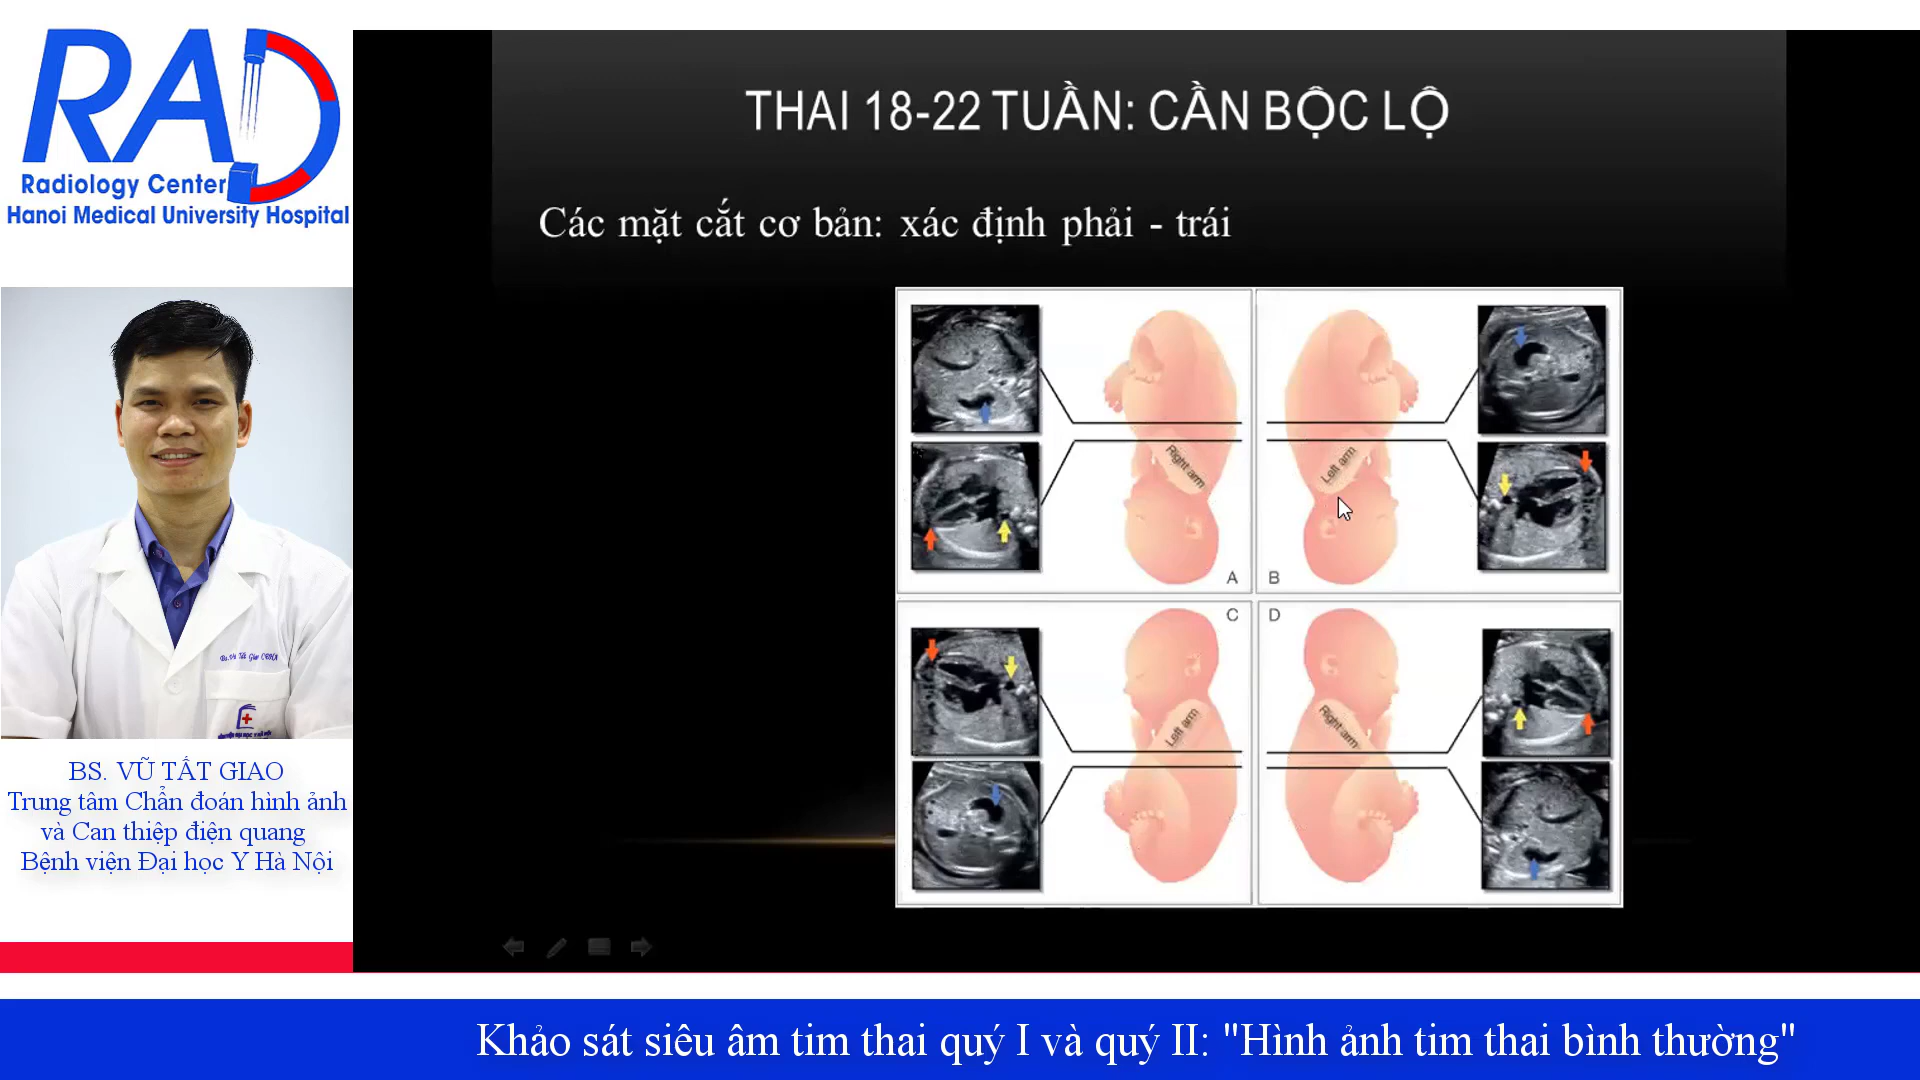 RAD
Radiology Center
Hanoi Medical University Hospital
BS. VŨ TẤT GIAO
Trung tâm Chẩn đoán hình ảnh
và Can thiệp điện quang
Bệnh viện Đại học Y Hà Nội
THAI 18-22 TUẦN: CẦN BỘC LỘ
Các mặt cắt cơ bản: xác định phải - trái
Right arm
A
Left arm
B
C
Left arm
D
Right arm
Khảo sát siêu âm tim thai quý I và quý II: "Hình ảnh tim thai bình thường"